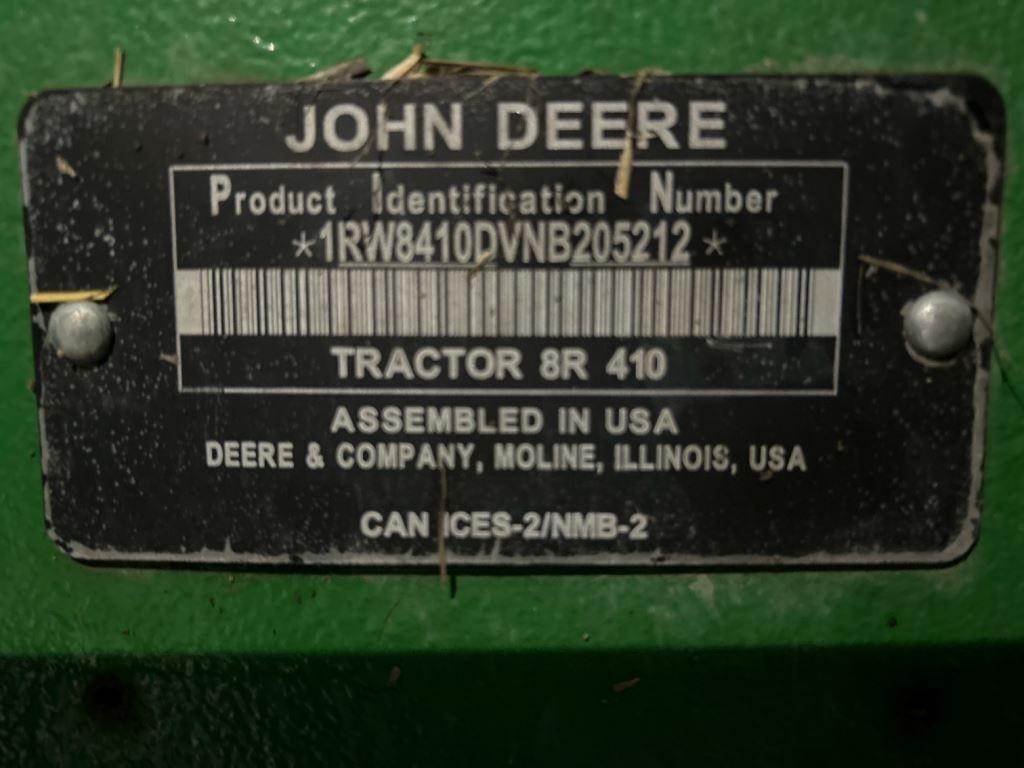 JOHN DEERE
Product Identification Number
*1RW8410DVNB205212*
TRACTOR 8R 410
ASSEMBLED IN USA
DEERE & COMPANY, MOLINE, ILLINOIS, USA
CAN ICES-2/NMB-2